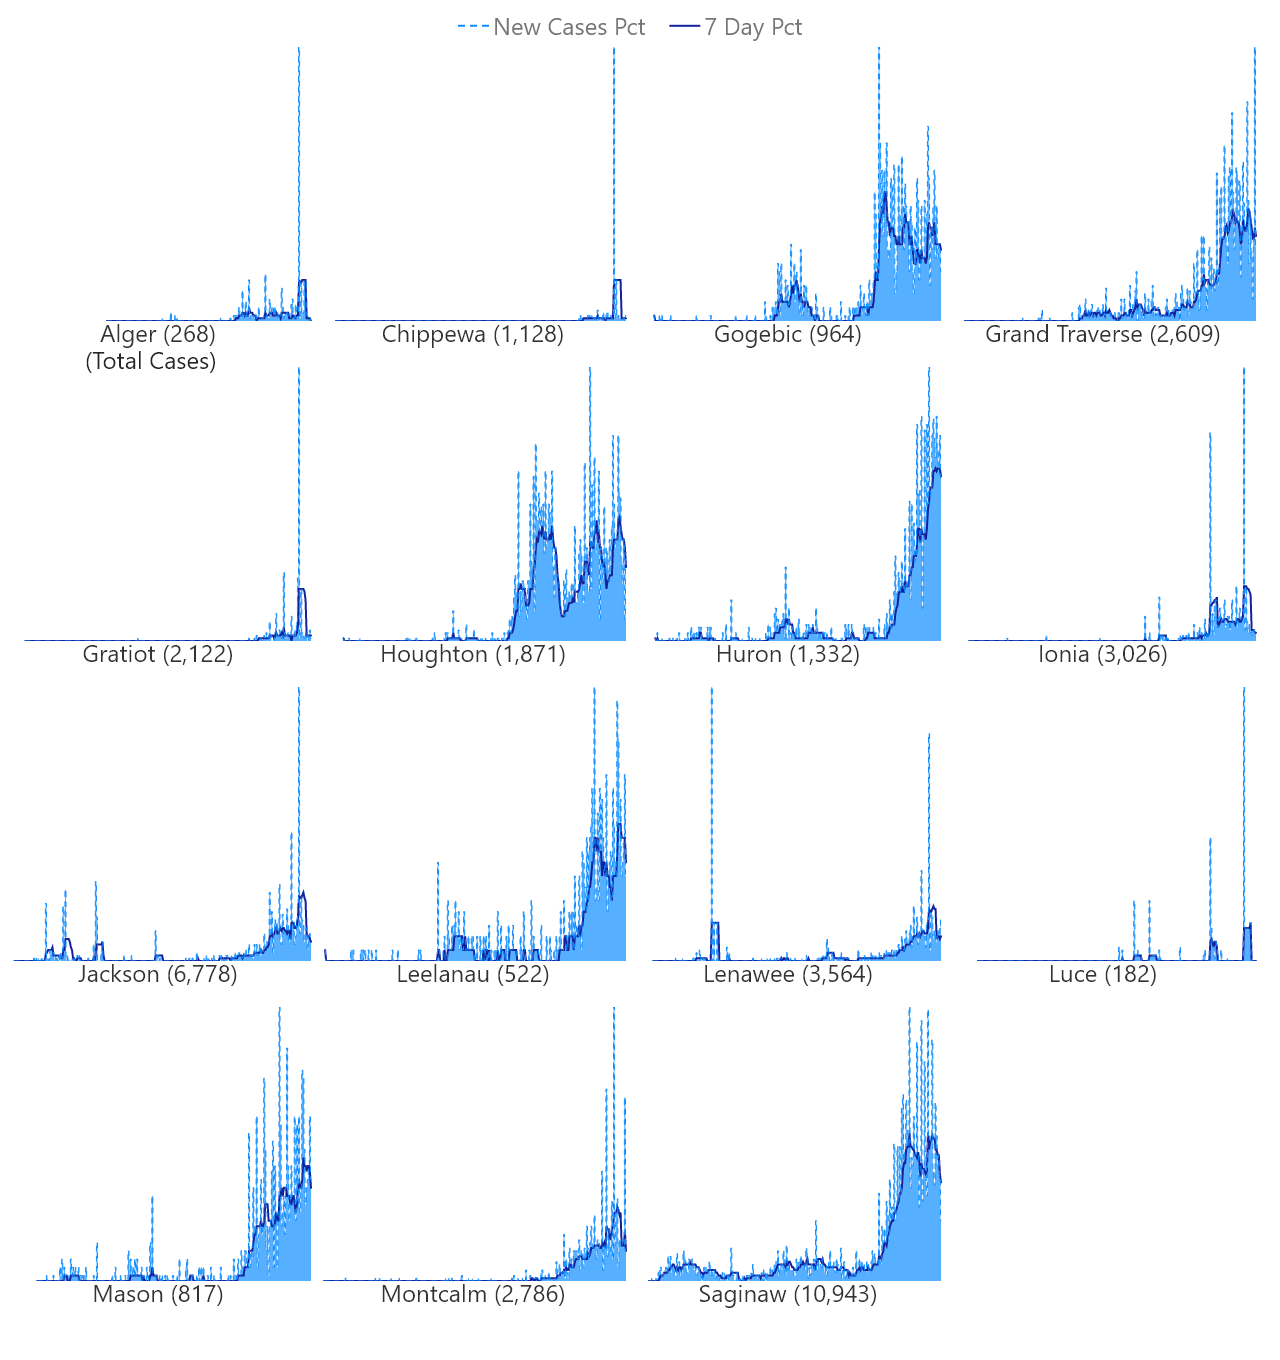 New Cases Pct 7 Day Pct
Alger (268)
(Total Cases)
Chippewa (1,128)
Gogebic (964)
Grand Traverse (2,609)
Gratiot (2,122)
Houghton (1,871)
Huron (1,332)
Ionia (3,026)
Jackson (6,778)
Leelanau (522)
Lenawee (3,564)
Luce (182)
Mason (817)
Montcalm (2,786)
Saginaw (10,943)